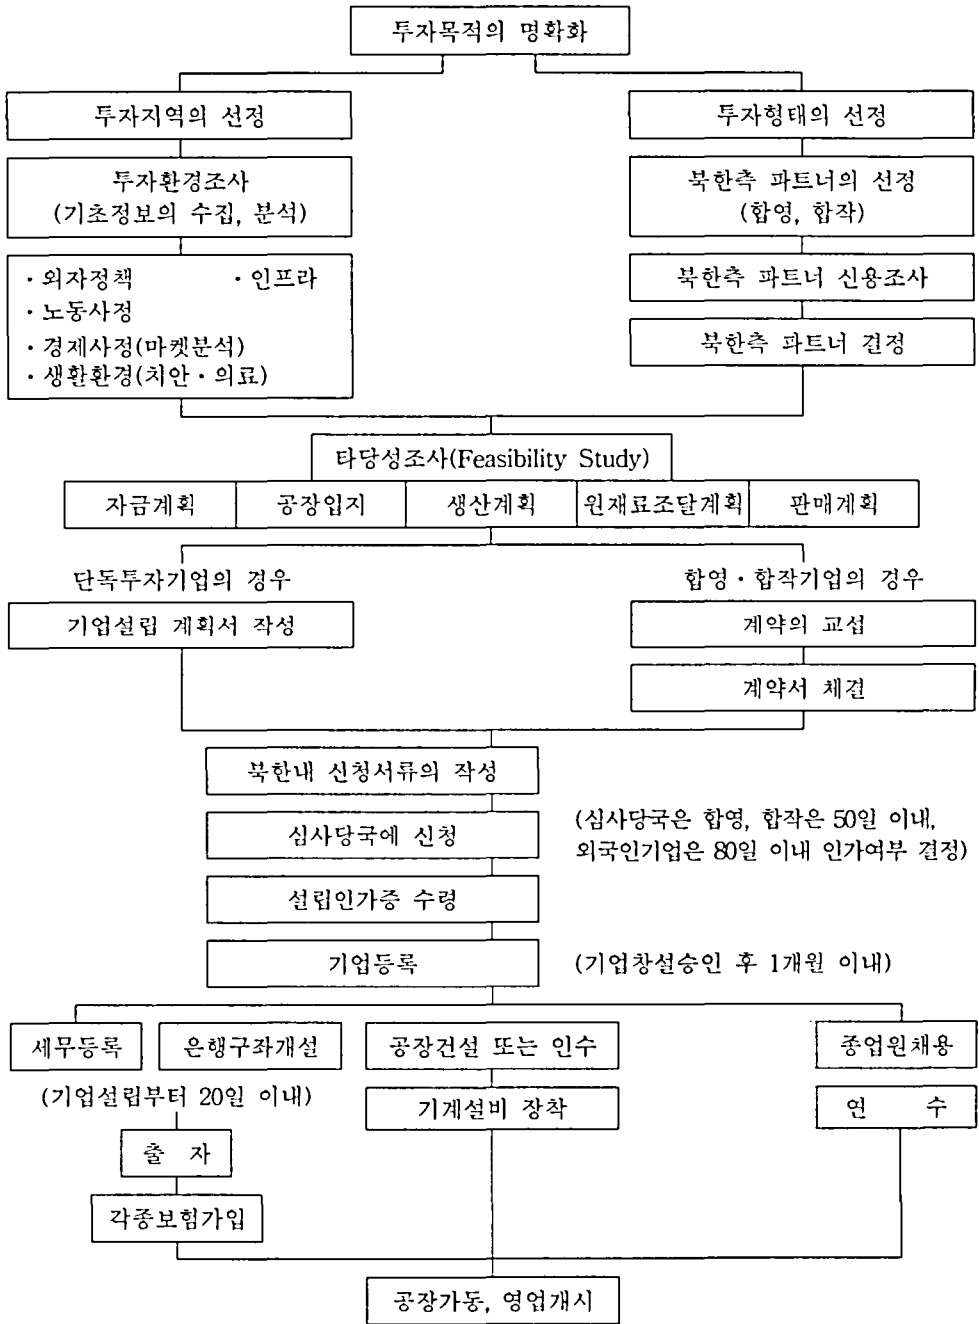 투자목적의 명확화
투자지역의 선정
투자형태의 선정
투자환경조사
(기초정보의 수집, 분석)
북한측 파트너의 선정
(합영, 합작)
· 외자정책 · 인프라
· 노동사정
· 경제사정(마켓분석)
· 생활환경(치안 · 의료)
북한측 파트너 신용조사
북한측 파트너 결정
타당성조사(Feasibility Study)
자금계획 공장입지 생산계획 원재료조달계획 판매계획
단독투자기업의 경우
합영 · 합작기업의 경우
기업설립 계획서 작성
계약의 교섭
계약서 체결
북한내 신청서류의 작성
심사당국에 신청
(심사당국은 합영, 합작은 50일 이내,
외국인기업은 80일 이내 인가여부 결정)
설립인가증 수령
기업등록
(기업창설승인 후 1개월 이내)
세무등록 은행구좌개설 공장건설 또는 인수 종업원채용
(기업설립부터 20일 이내)
기계설비 장착
연 수
출 자
각종보험가입
공장가동, 영업개시